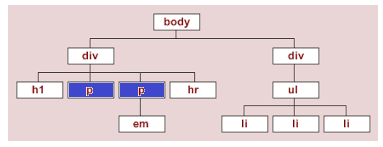 body
div div
h1 p p hr ul
em li li li